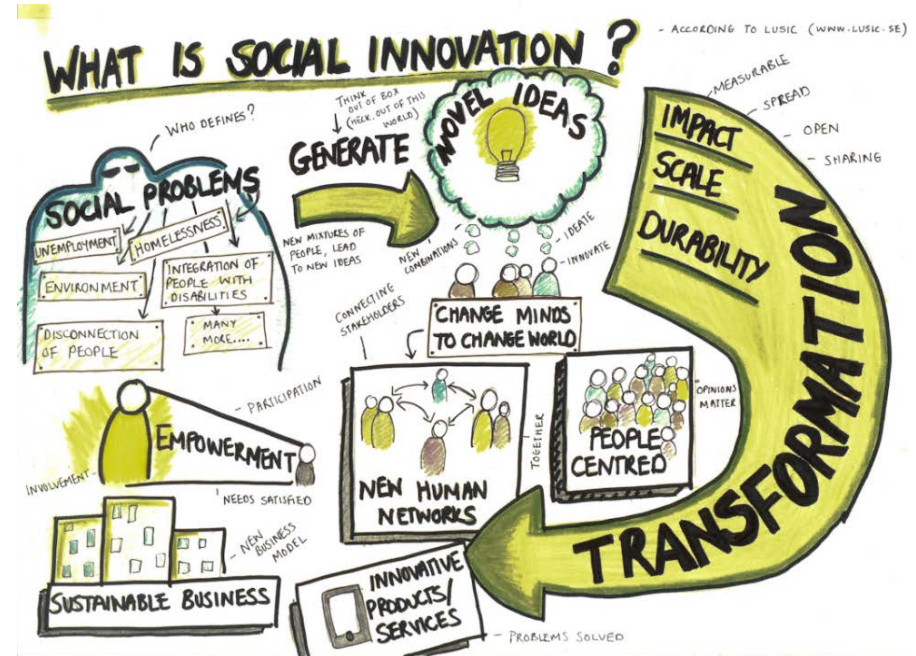 WHAT IS SOCIAL INNOVATION?
- ACCORDING TO LUSIC (WWW.LUSIC.SE)
WHO DEFINES?
SOCIAL PROBLEMS
UNEMPLOYMENT
HOMELESSNESS
ENVIRONMENT
INTEGRATION OF
PEOPLE WITH
DISABILITIES
DISCONNECTION
OF PEOPLE
MANY
MORE....
THINK
OUT OF BOX
(HECK, OUT OF THIS
WORLD)
GENERATE
NEW MIXTURES OF
PEOPLE, LEAD
TO NEW IDEAS
NOVEL IDEAS
NEW
COMBINATIONS
- IDEATE
- INNOVATE
CHANGE MINDS
TO CHANGE WORLD
IMPACT
SCALE
DURABILITY
- MEASURABLE
- SPREAD
- OPEN
- SHARING
TRANSFORMATION
CONNECTING
STAKEHOLDERS
NEW HUMAN
NETWORKS
TOGETHER
PEOPLE
CENTRED
OPINIONS
MATTER
EMPOWERMENT
- PARTICIPATION
INVOLVEMENT-
NEEDS SATISFIED
- NEW
BUSINESS
MODEL
SUSTAINABLE BUSINESS
INNOVATIVE
PRODUCTS/
SERVICES
- PROBLEMS SOLVED